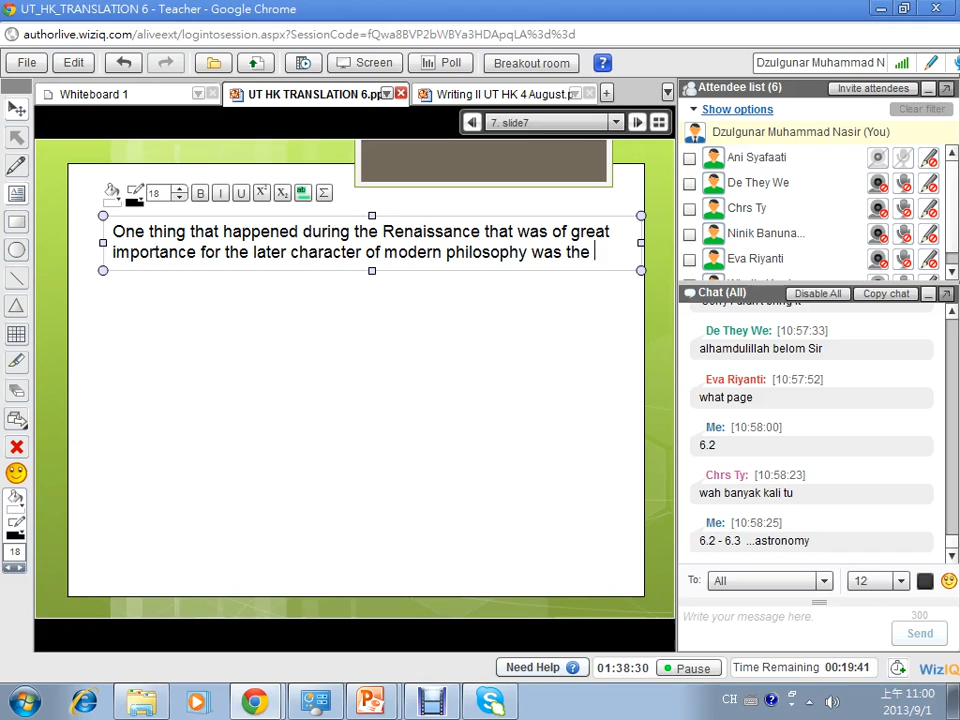 UT_HK_TRANSLATION 6 - Teacher - Google Chrome
authorlive.wiziq.com/aliveext/logintosession.aspx?SessionCode=fQwa8BVP2bWBYa3HDApqLA%3d%3d
File Edit Screen Poll Breakout room ? Dzulgunar Muhammad N
Whiteboard 1 UT HK TRANSLATION 6.pp Writing II UT HK 4 August.p
7. slide7
18 B I U X² X₂ ab Σ
One thing that happened during the Renaissance that was of great
importance for the later character of modern philosophy was the
18
Attendee list (6) Invite attendees
Show options Clear filter
Dzulgunar Muhammad Nasir (You)
Ani Syafaati
De They We
Chrs Ty
Ninik Banuna...
Eva Riyanti
Chat (All) Disable All Copy chat
De They We: [10:57:33]
alhamdulillah belom Sir
Eva Riyanti: [10:57:52]
what page
Me: [10:58:00]
6.2
Chrs Ty: [10:58:23]
wah banyak kali tu
Me: [10:58:25]
6.2 - 6.3 ...astronomy
To: All 12
Write your message here. 300
Send
Need Help ? 01:38:30 Pause Time Remaining 00:19:41 WizIQ
CH ? 上午 11:00
2013/9/1